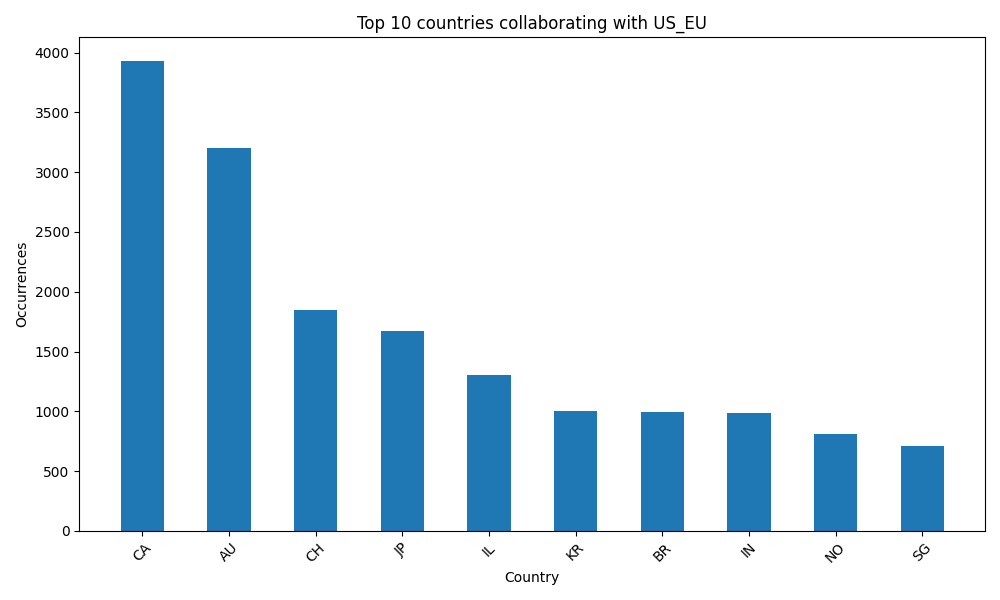 Top 10 countries collaborating with US_EU
Occurrences
4000
3500
3000
2500
2000
1500
1000
500
0
CA
AU
CH
JP
IL
KR
BR
IN
NO
SG
Country